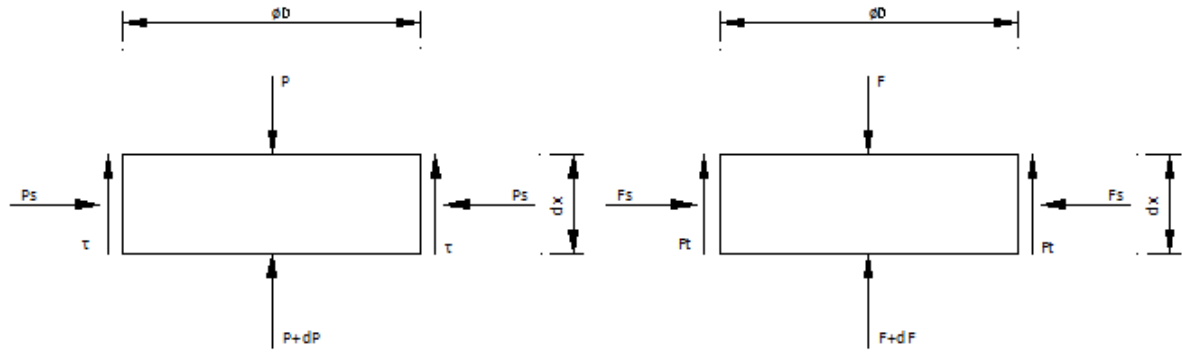 øD
P
Ps
Ps
τ
τ
dx
P+dP
øD
F
Fs
Fs
Pt
Pt
dx
F+dF